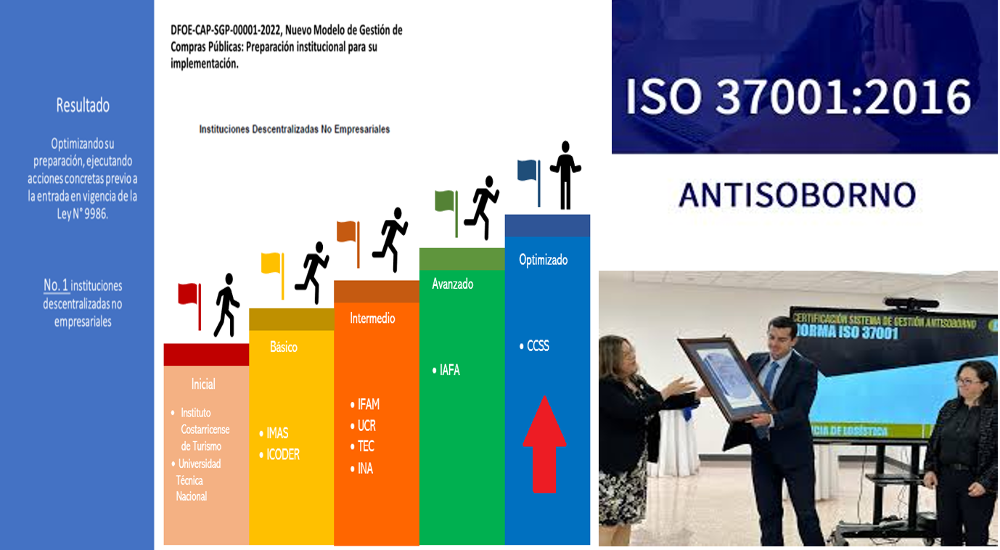 Resultado
Optimizando su
preparación, ejecutando
acciones concretas previo a
la entrada en vigencia de la
Ley N° 9986.
No. 1 instituciones
descentralizadas no
empresariales
DFOE-CAP-SGP-00001-2022, Nuevo Modelo de Gestión de
Compras Públicas: Preparación institucional para su
implementación.
Instituciones Descentralizadas No Empresariales
Inicial
• Instituto
Costarricense
de Turismo
• Universidad
Técnica
Nacional
Básico
• IMAS
• ICODER
Intermedio
• IFAM
• UCR
• TEC
• INA
Avanzado
• IAFA
Optimizado
• CCSS
ISO 37001:2016
ANTISOBORNO
CERTIFICACIÓN SISTEMA DE GESTIÓN ANTISOBORNO
NORMA ISO 37001
CIA DE LOGÍSTICA